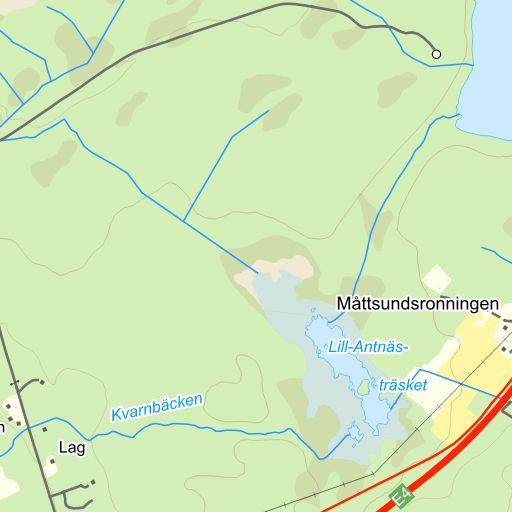 Måttsundsronningen
Lill-Antnäs-
träsket
Kvarnbäcken
Lag
E4